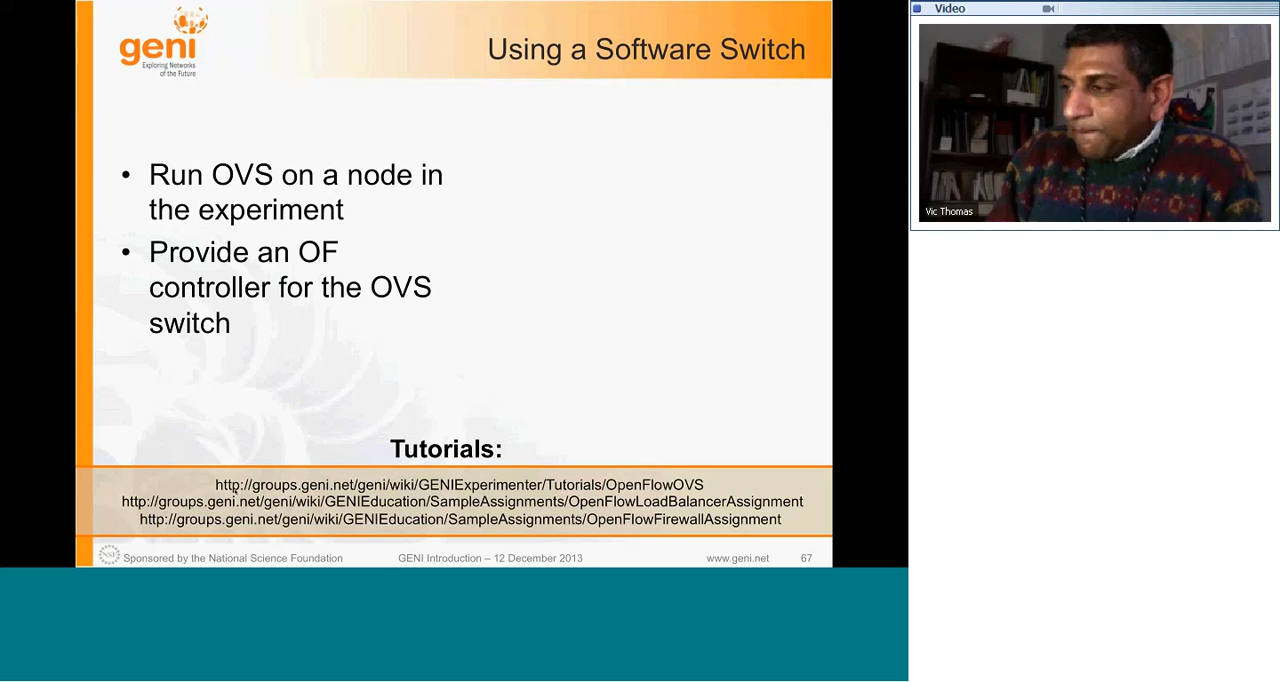 geni
Exploring Networks
of the Future
Using a Software Switch
• Run OVS on a node in
the experiment
• Provide an OF
controller for the OVS
switch
Tutorials:
http://groups.geni.net/geni/wiki/GENIExperimenter/Tutorials/OpenFlowOVS
http://groups.geni.net/geni/wiki/GENIEducation/SampleAssignments/OpenFlowLoadBalancerAssignment
http://groups.geni.net/geni/wiki/GENIEducation/SampleAssignments/OpenFlowFirewallAssignment
NSF
Sponsored by the National Science Foundation
GENI Introduction – 12 December 2013
www.geni.net
67
Video
Vic Thomas